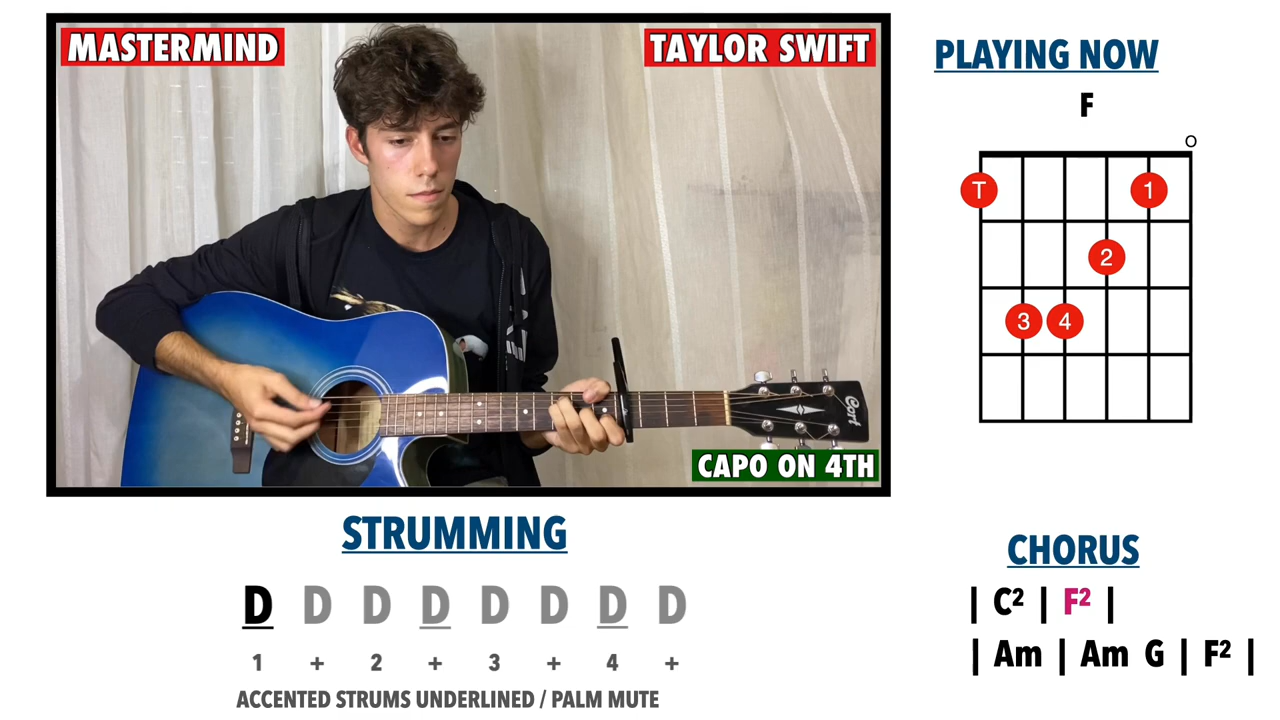 MASTERMIND
TAYLOR SWIFT
CAPO ON 4TH
Cort
PLAYING NOW
F
O
T
1
2
3 4
STRUMMING
D D D D D D D D
1 + 2 + 3 + 4 +
ACCENTED STRUMS UNDERLINED / PALM MUTE
CHORUS
| C² | F² |
| Am | Am G | F² |